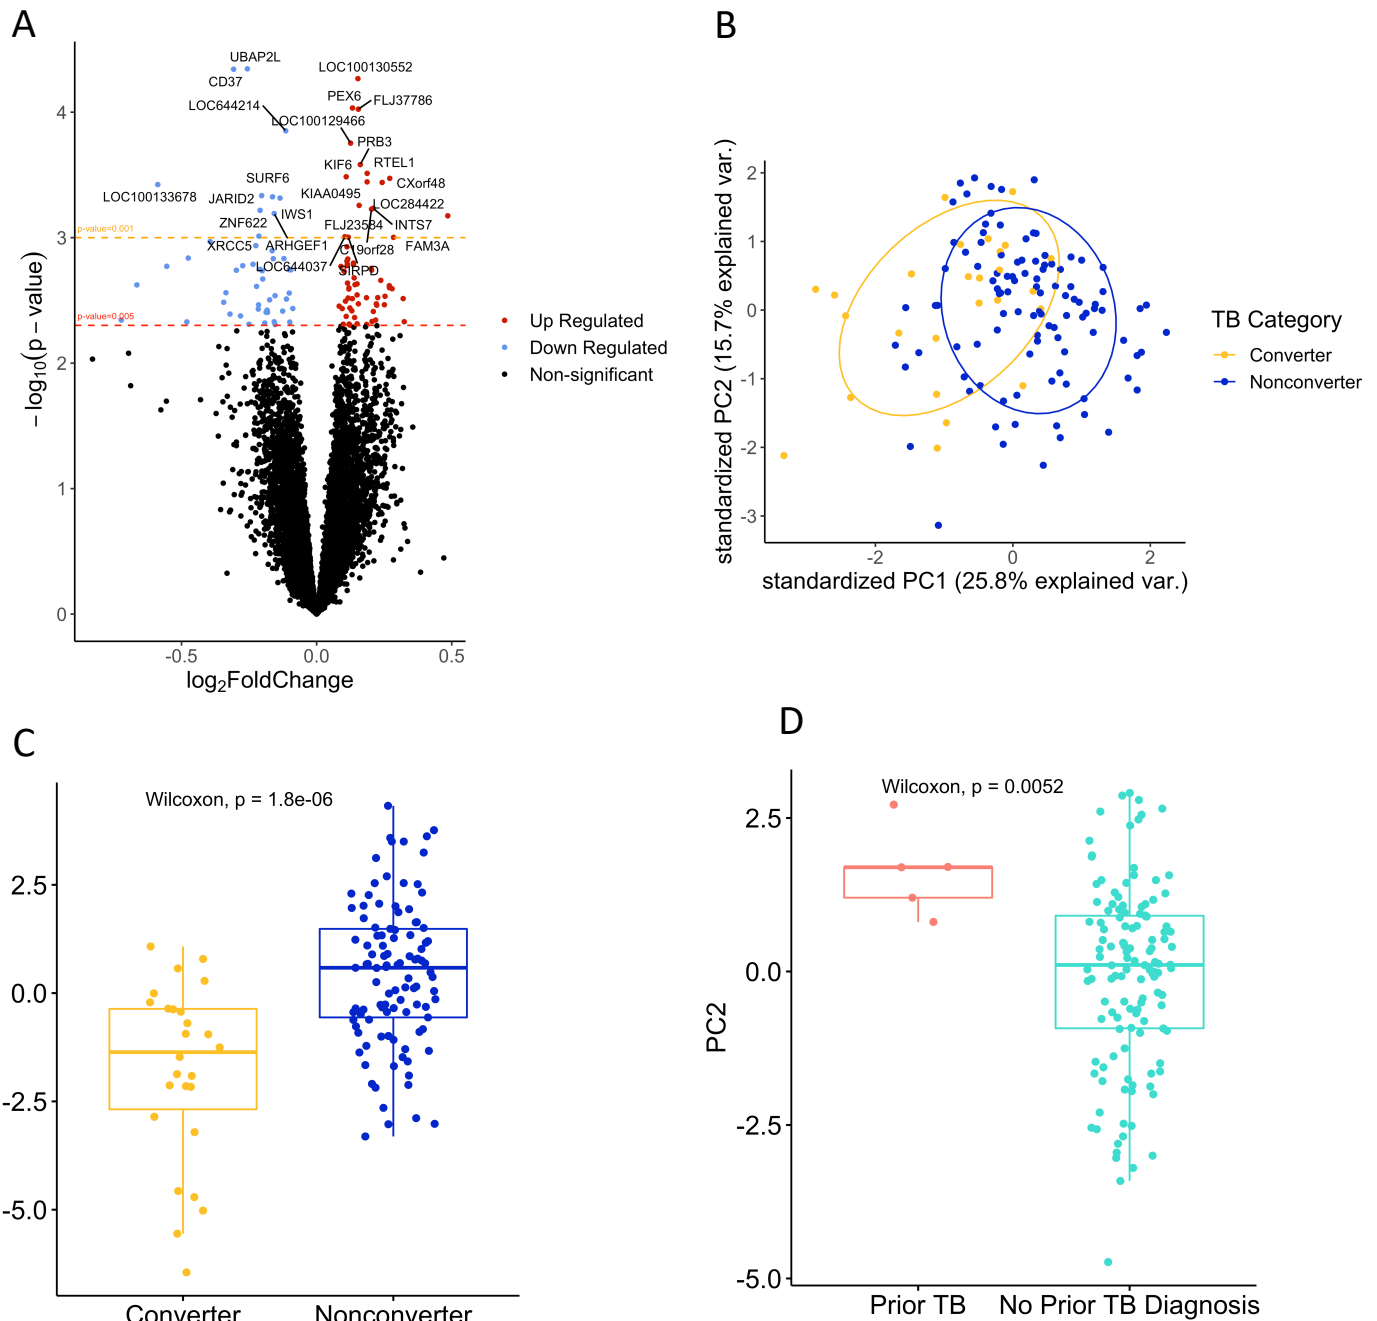 A
UBAP2L
CD37
LOC100130552
LOC644214
PEX6
FLJ37786
LOC100129466
PRB3
KIF6
RTEL1
SURF6
CXorf48
LOC100133678
JARID2
KIAA0495
LOC284422
IWS1
ZNF622
FLJ23584
INTS7
p-value=0.001
XRCC5
ARHGEF1
C19orf28
FAM3A
LOC644037
SIRPD
p-value=0.005
4
3
2
1
0
−log10(p − value)
-0.5
0.0
0.5
log2FoldChange
Up Regulated
Down Regulated
Non-significant
B
2
1
0
-1
-2
-3
standardized PC2 (15.7% explained var.)
-2
0
2
standardized PC1 (25.8% explained var.)
TB Category
Converter
Nonconverter
C
Wilcoxon, p = 1.8e-06
2.5
0.0
-2.5
-5.0
Converter
Nonconverter
D
Wilcoxon, p = 0.0052
2.5
0.0
-2.5
-5.0
PC2
Prior TB
No Prior TB Diagnosis